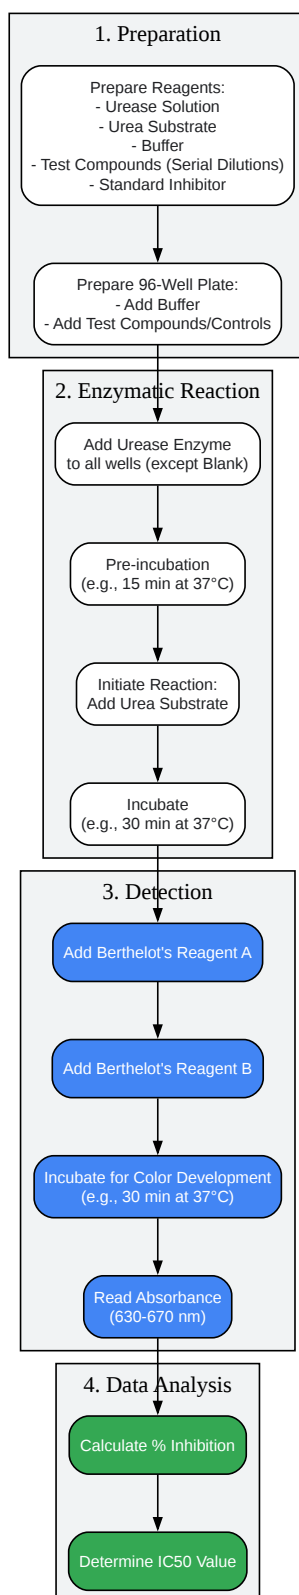 1. Preparation
Prepare Reagents:
- Urease Solution
- Urea Substrate
- Buffer
- Test Compounds (Serial Dilutions)
- Standard Inhibitor
Prepare 96-Well Plate:
- Add Buffer
- Add Test Compounds/Controls
2. Enzymatic Reaction
Add Urease Enzyme
to all wells (except Blank)
Pre-incubation
(e.g., 15 min at 37°C)
Initiate Reaction:
Add Urea Substrate
Incubate
(e.g., 30 min at 37°C)
3. Detection
Add Berthelot's Reagent A
Add Berthelot's Reagent B
Incubate for Color Development
(e.g., 30 min at 37°C)
Read Absorbance
(630-670 nm)
4. Data Analysis
Calculate % Inhibition
Determine IC50 Value